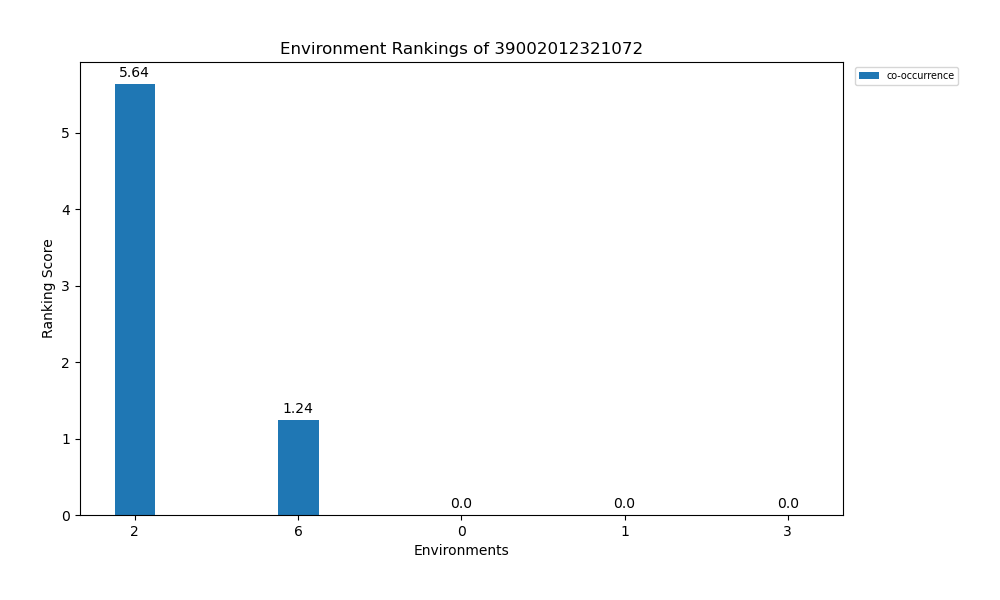 Environment Rankings of 39002012321072
co-occurrence
5.64
1.24
0.0
0.0
0.0
5
4
3
2
1
0
Ranking Score
2 6 0 1 3
Environments